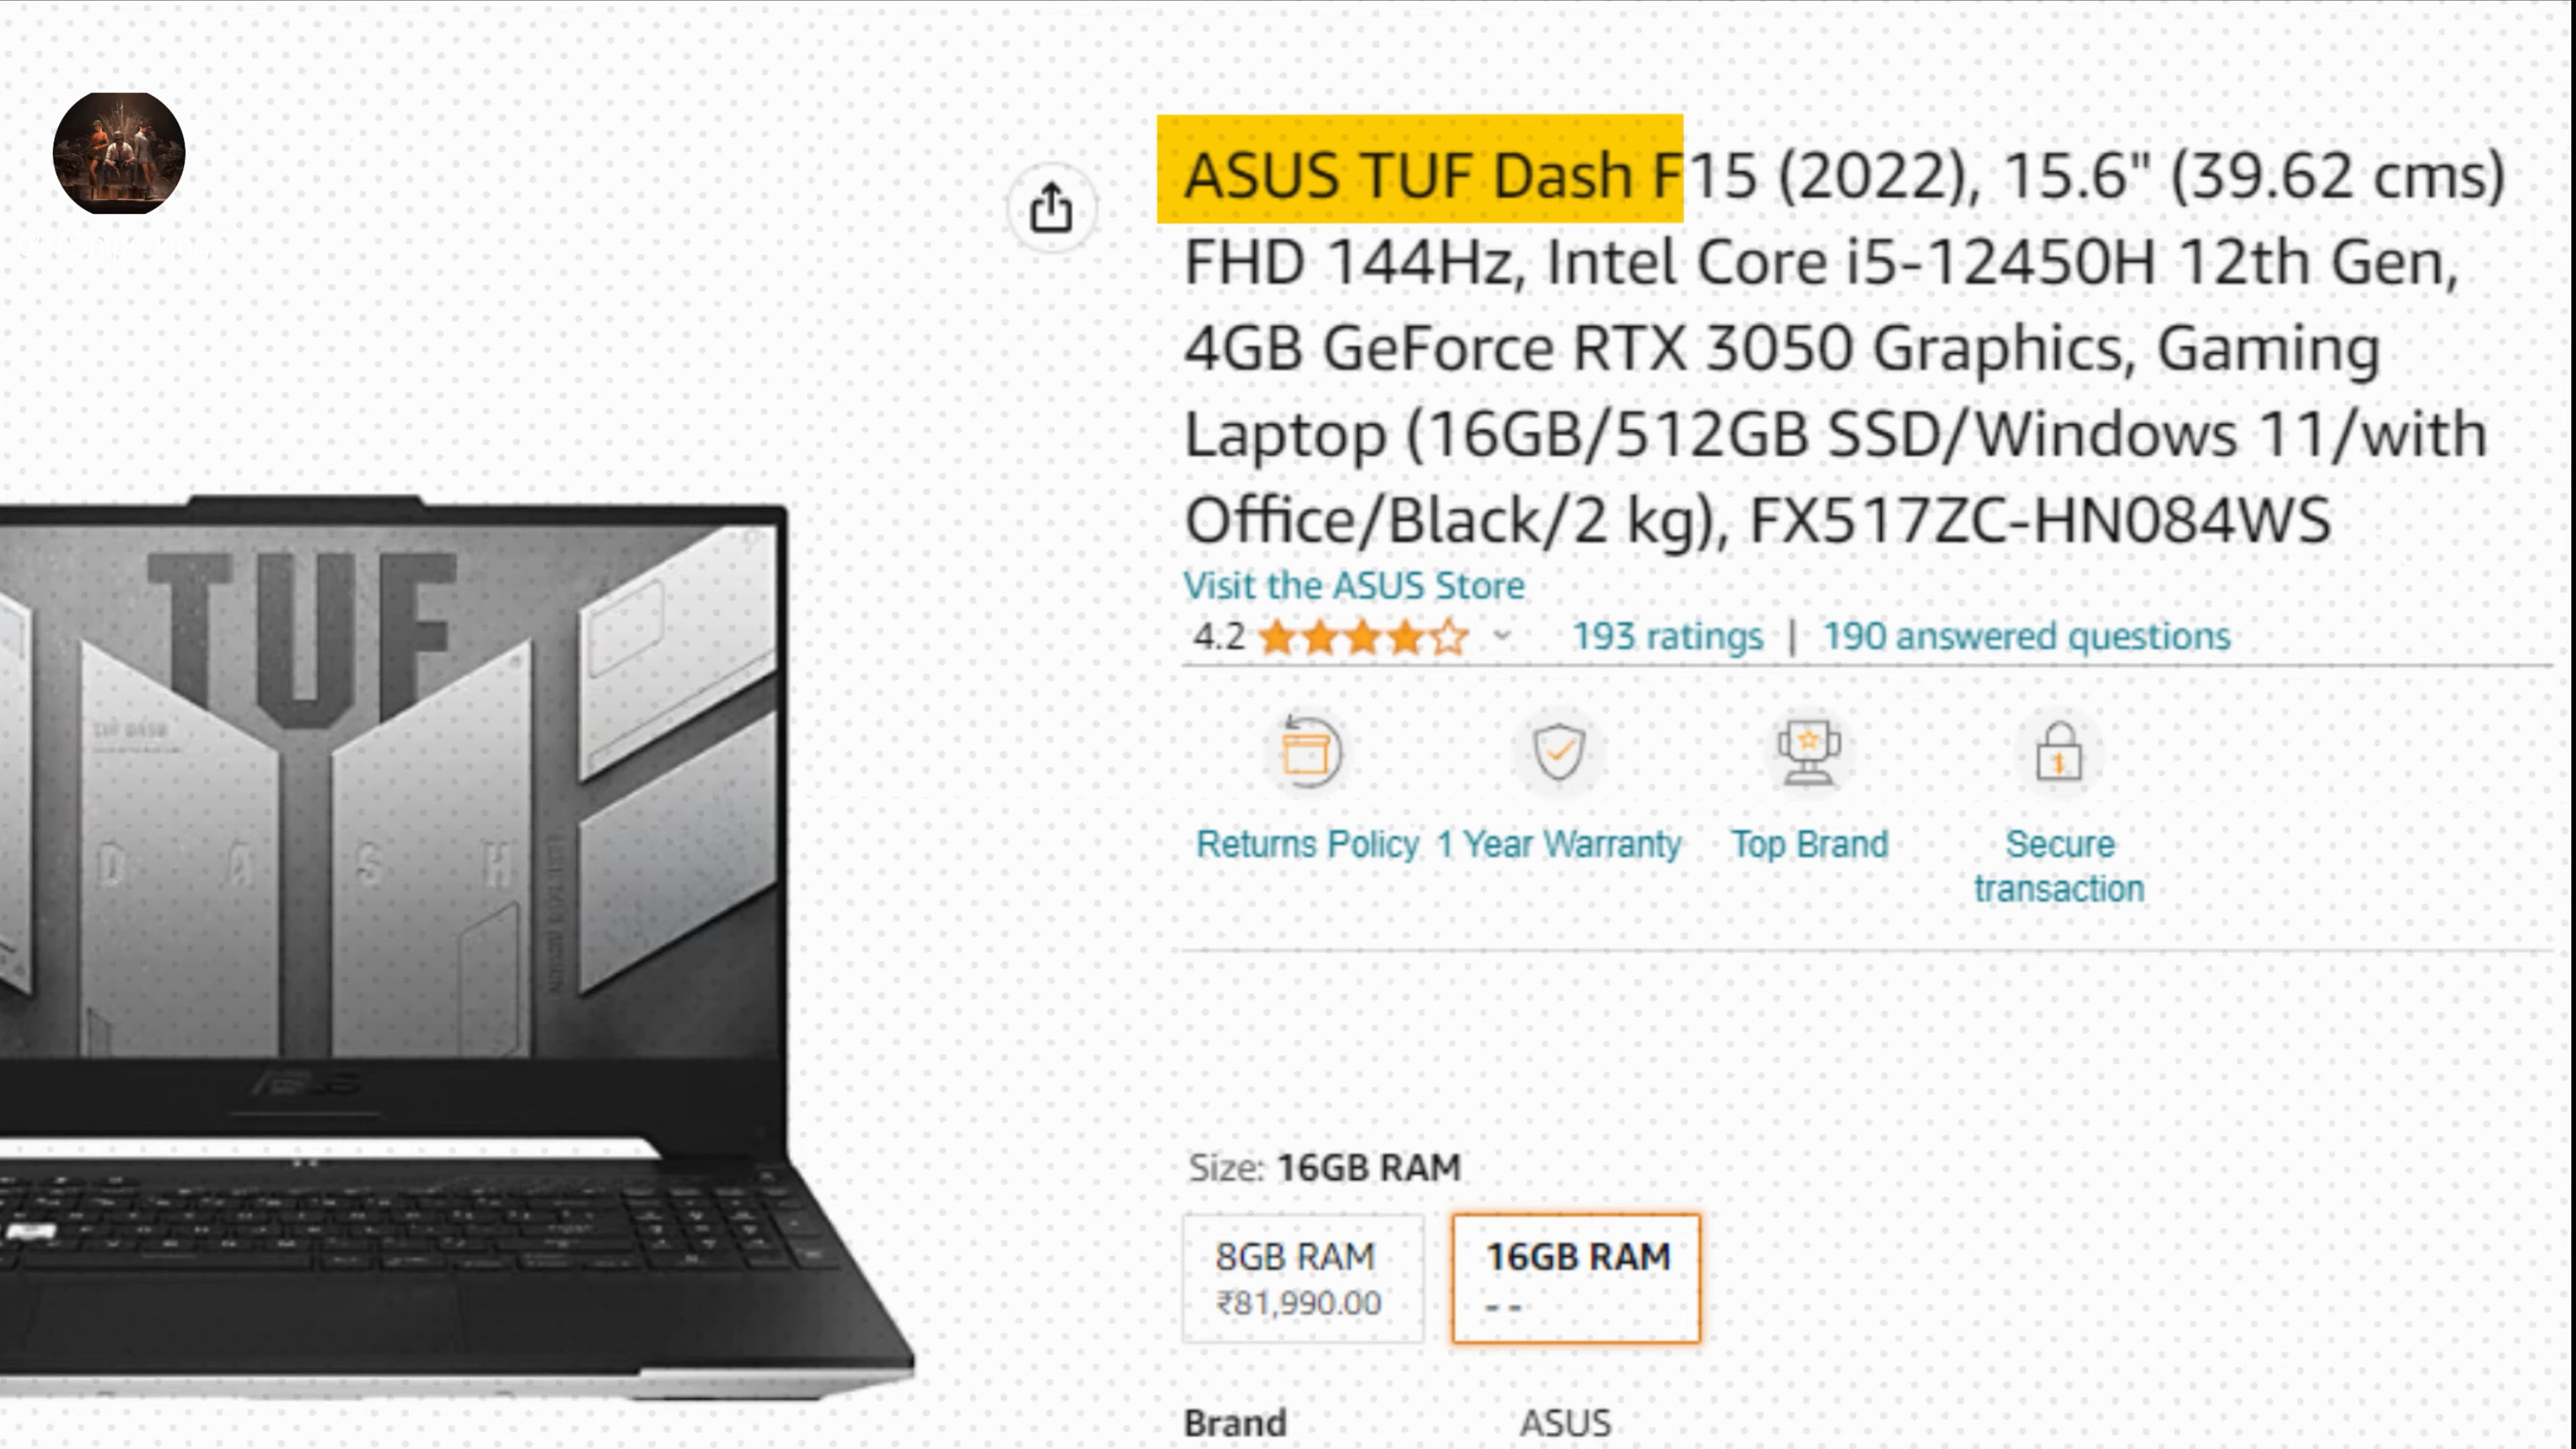 ASUS TUF Dash F15 (2022), 15.6" (39.62 cms)
FHD 144Hz, Intel Core i5-12450H 12th Gen,
4GB GeForce RTX 3050 Graphics, Gaming
Laptop (16GB/512GB SSD/Windows 11/with
Office/Black/2 kg), FX517ZC-HN084WS
Visit the ASUS Store
4.2 193 ratings | 190 answered questions
Returns Policy 1 Year Warranty Top Brand Secure
transaction
Size: 16GB RAM
8GB RAM 16GB RAM
₹81,990.00 --
Brand ASUS
TUF
TUF DASH
D A S H
ASUS